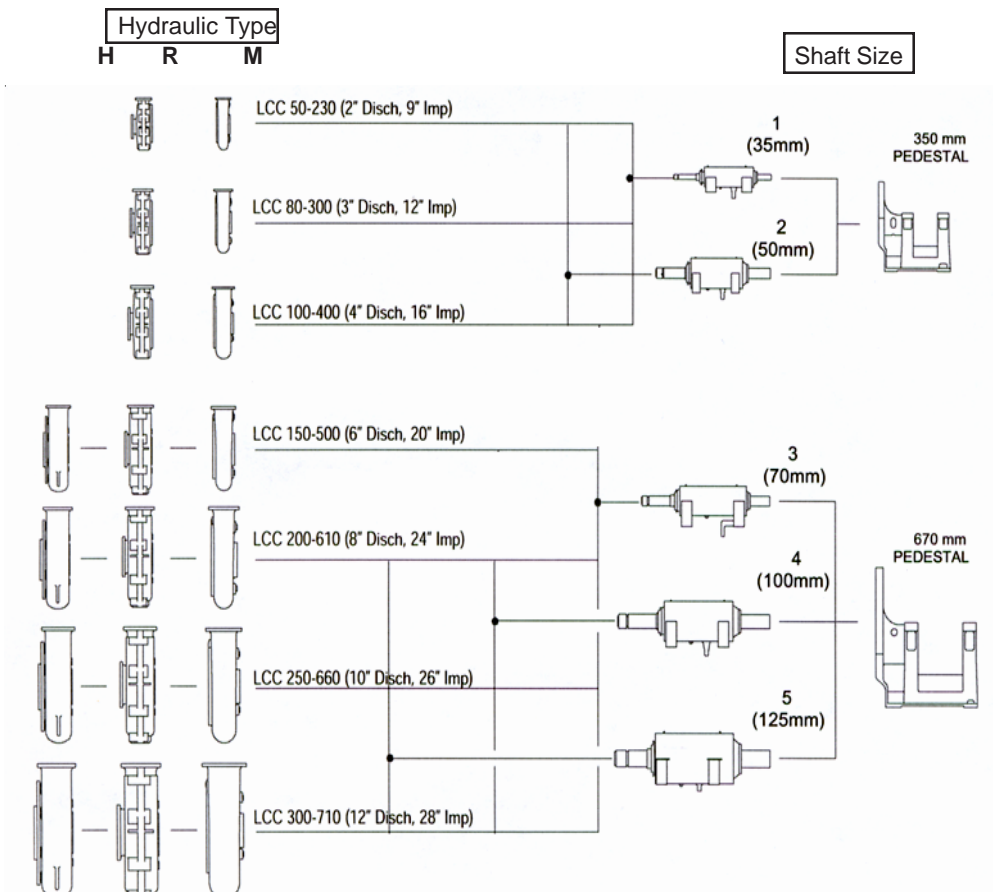 Hydraulic Type
H R M
Shaft Size
LCC 50-230 (2" Disch, 9" Imp)
1
(35mm)
350 mm
PEDESTAL
LCC 80-300 (3" Disch, 12" Imp)
2
(50mm)
LCC 100-400 (4" Disch, 16" Imp)
LCC 150-500 (6" Disch, 20" Imp)
3
(70mm)
LCC 200-610 (8" Disch, 24" Imp)
4
(100mm)
670 mm
PEDESTAL
LCC 250-660 (10" Disch, 26" Imp)
5
(125mm)
LCC 300-710 (12" Disch, 28" Imp)